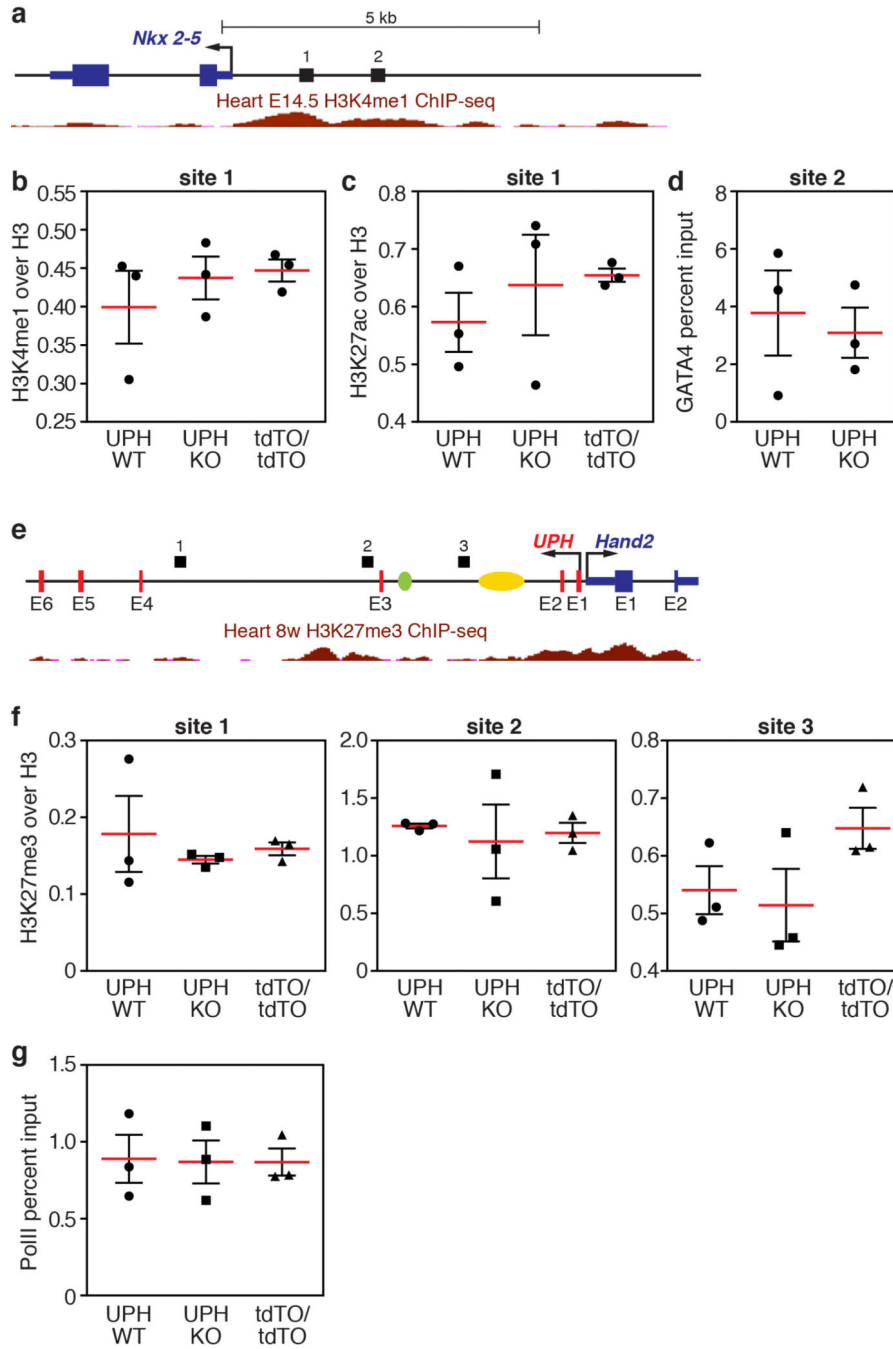 a
5 kb
Nkx 2-5
1
2
Heart E14.5 H3K4me1 ChIP-seq
b
site 1
H3K4me1 over H3
0.55
0.50
0.45
0.40
0.35
0.30
0.25
UPH WT
UPH KO
tdTO/ tdTO
c
site 1
H3K27ac over H3
0.8
0.7
0.6
0.5
0.4
UPH WT
UPH KO
tdTO/ tdTO
d
site 2
GATA4 percent input
8
6
4
2
0
UPH WT
UPH KO
e
1
2
3
UPH
Hand2
E6
E5
E4
E3
E2
E1
E1
E2
Heart 8w H3K27me3 ChIP-seq
f
site 1
H3K27me3 over H3
0.3
0.2
0.1
0
UPH WT
UPH KO
tdTO/ tdTO
site 2
2.0
1.5
1.0
0.5
0
UPH WT
UPH KO
tdTO/ tdTO
site 3
0.8
0.7
0.6
0.5
0.4
UPH WT
UPH KO
tdTO/ tdTO
g
PolII percent input
1.5
1.0
0.5
0
UPH WT
UPH KO
tdTO/ tdTO